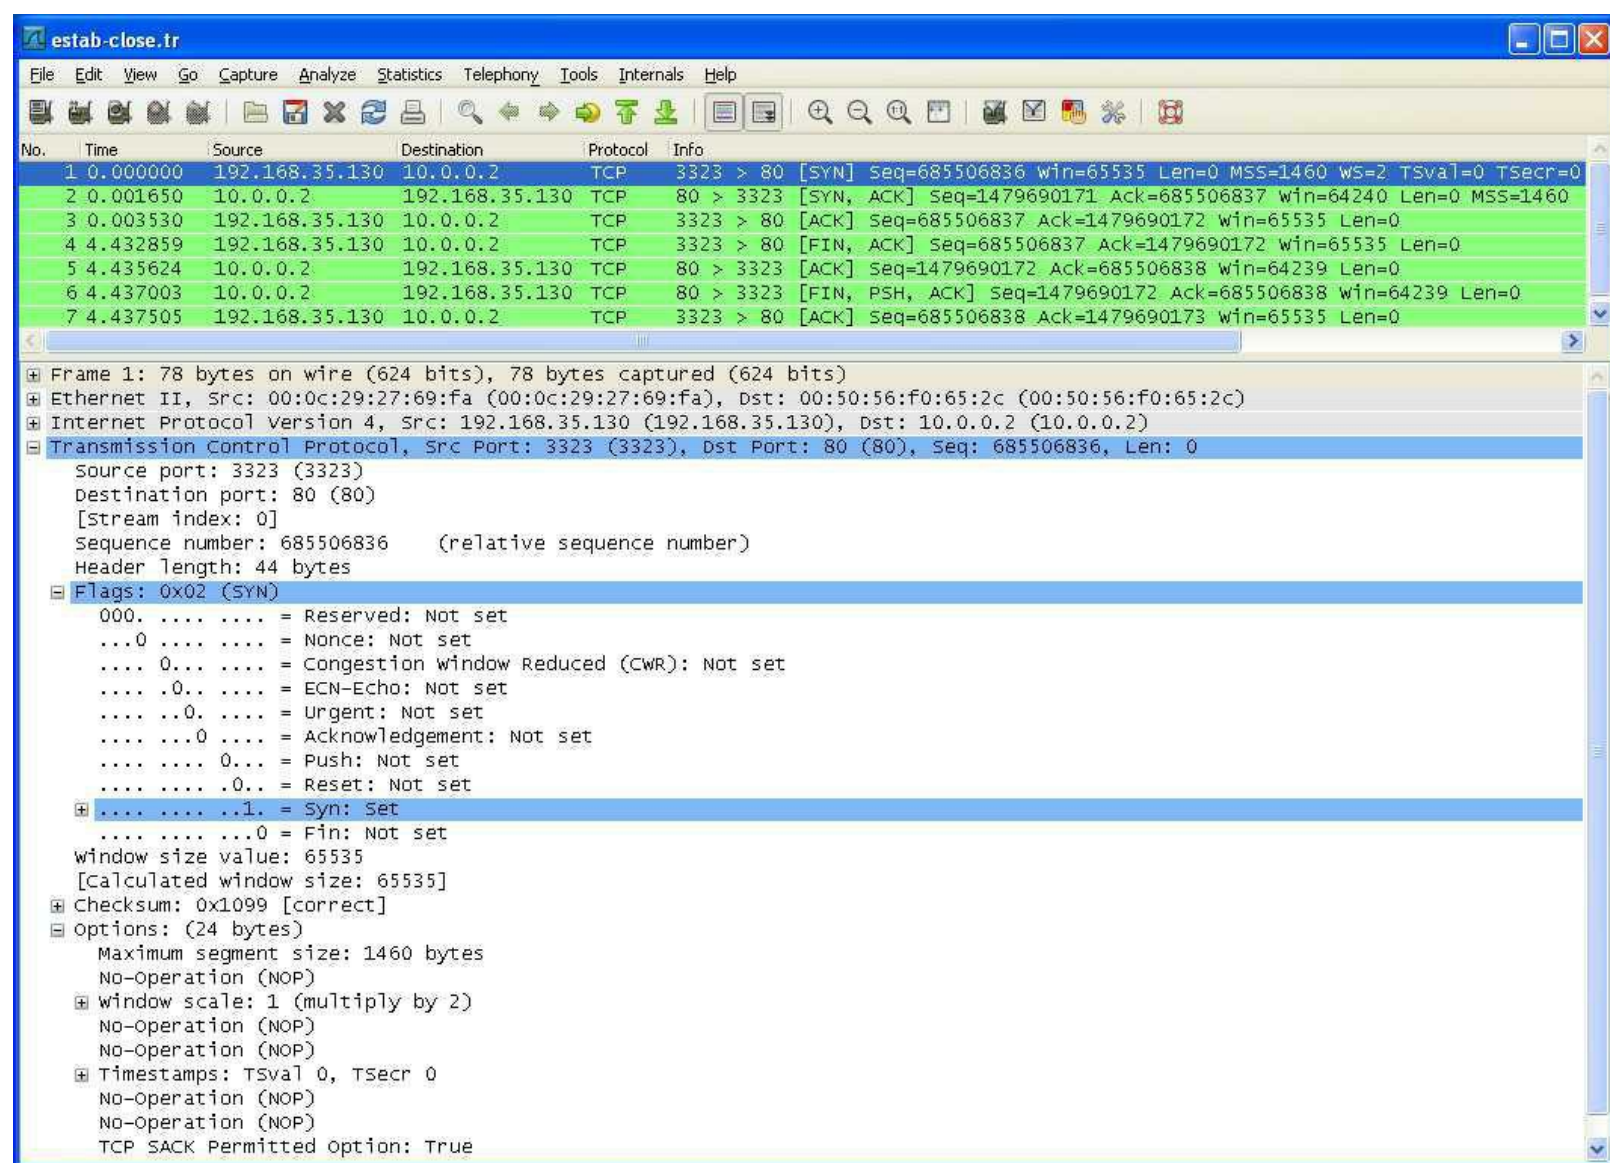 estab-close.tr
File Edit View Go Capture Analyze Statistics Telephony Tools Internals Help
No. Time Source Destination Protocol Info
1 0.000000 192.168.35.130 10.0.0.2 TCP 3323 > 80 [SYN] Seq=685506836 Win=65535 Len=0 MSS=1460 WS=2 TSval=0 TSecr=0
2 0.001650 10.0.0.2 192.168.35.130 TCP 80 > 3323 [SYN, ACK] Seq=1479690171 Ack=685506837 Win=64240 Len=0 MSS=1460
3 0.003530 192.168.35.130 10.0.0.2 TCP 3323 > 80 [ACK] Seq=685506837 Ack=1479690172 Win=65535 Len=0
4 4.432859 192.168.35.130 10.0.0.2 TCP 3323 > 80 [FIN, ACK] Seq=685506837 Ack=1479690172 Win=65535 Len=0
5 4.435624 10.0.0.2 192.168.35.130 TCP 80 > 3323 [ACK] Seq=1479690172 Ack=685506838 Win=64239 Len=0
6 4.437003 10.0.0.2 192.168.35.130 TCP 80 > 3323 [FIN, PSH, ACK] Seq=1479690172 Ack=685506838 Win=64239 Len=0
7 4.437505 192.168.35.130 10.0.0.2 TCP 3323 > 80 [ACK] Seq=685506838 Ack=1479690173 Win=65535 Len=0
Frame 1: 78 bytes on wire (624 bits), 78 bytes captured (624 bits)
Ethernet II, Src: 00:0c:29:27:69:fa (00:0c:29:27:69:fa), Dst: 00:50:56:f0:65:2c (00:50:56:f0:65:2c)
Internet Protocol Version 4, Src: 192.168.35.130 (192.168.35.130), Dst: 10.0.0.2 (10.0.0.2)
Transmission Control Protocol, Src Port: 3323 (3323), Dst Port: 80 (80), Seq: 685506836, Len: 0
Source port: 3323 (3323)
Destination port: 80 (80)
[Stream index: 0]
Sequence number: 685506836 (relative sequence number)
Header length: 44 bytes
Flags: 0x02 (SYN)
000. .... .... = Reserved: Not set
...0 .... .... = Nonce: Not set
.... 0... .... = Congestion Window Reduced (CWR): Not set
.... .0.. .... = ECN-Echo: Not set
.... ..0. .... = Urgent: Not set
.... ...0 .... = Acknowledgement: Not set
.... .... 0... = Push: Not set
.... .... .0.. = Reset: Not set
.... .... ..1. = Syn: Set
.... .... ...0 = Fin: Not set
Window size value: 65535
[Calculated window size: 65535]
Checksum: 0x1099 [correct]
Options: (24 bytes)
Maximum segment size: 1460 bytes
No-Operation (NOP)
Window scale: 1 (multiply by 2)
No-Operation (NOP)
No-Operation (NOP)
Timestamps: TSval 0, TSecr 0
No-Operation (NOP)
No-Operation (NOP)
TCP SACK Permitted Option: True